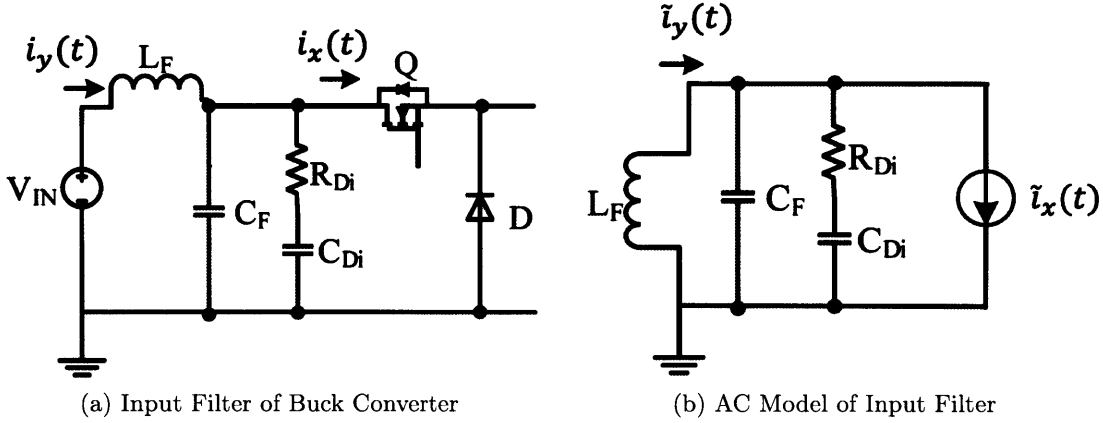 i_y(t)
L_F
i_x(t)
Q
V_IN
C_F
R_Di
C_Di
D
(a) Input Filter of Buck Converter
ĩ_y(t)
L_F
C_F
R_Di
C_Di
ĩ_x(t)
(b) AC Model of Input Filter